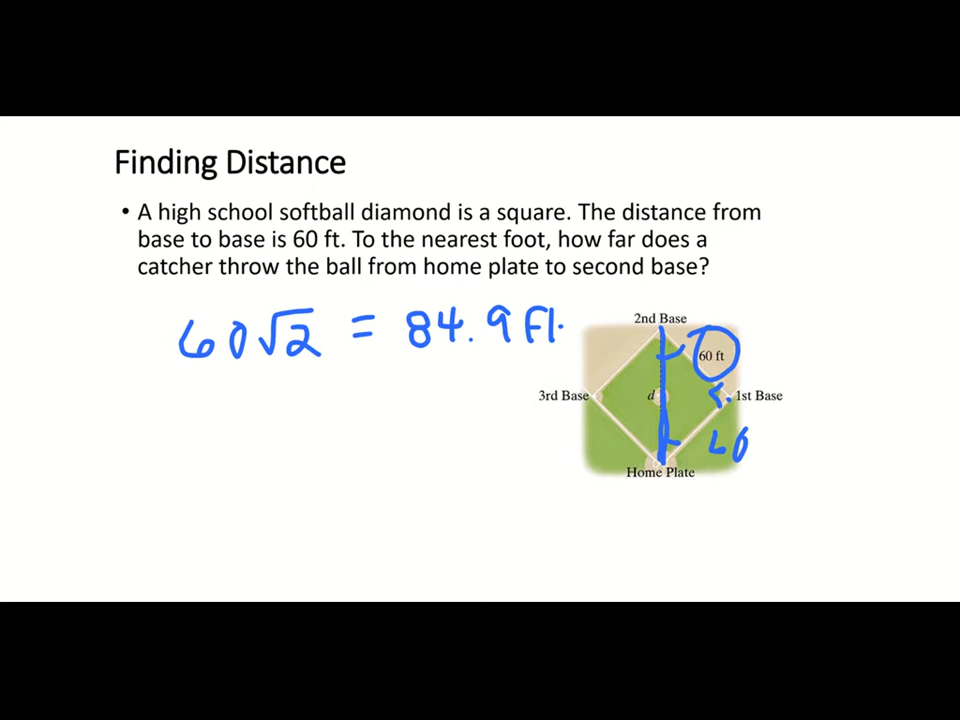 Finding Distance
• A high school softball diamond is a square. The distance from
base to base is 60 ft. To the nearest foot, how far does a
catcher throw the ball from home plate to second base?
60√2 = 84.9 Ft.
2nd Base
60 ft
3rd Base
d
1st Base
60
Home Plate